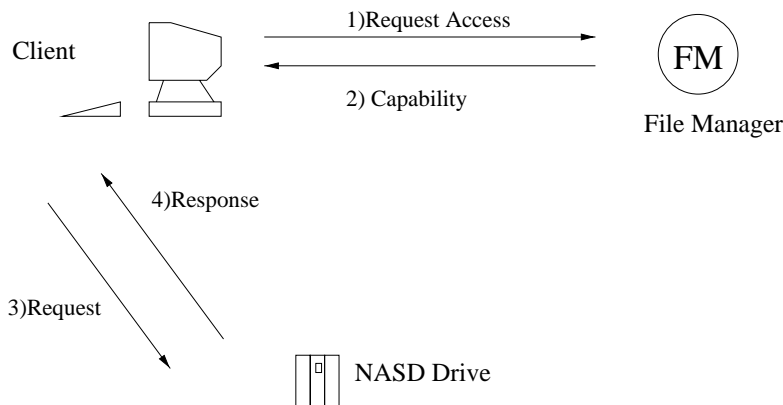 1)Request Access
Client
FM
2) Capability
File Manager
4)Response
3)Request
NASD Drive